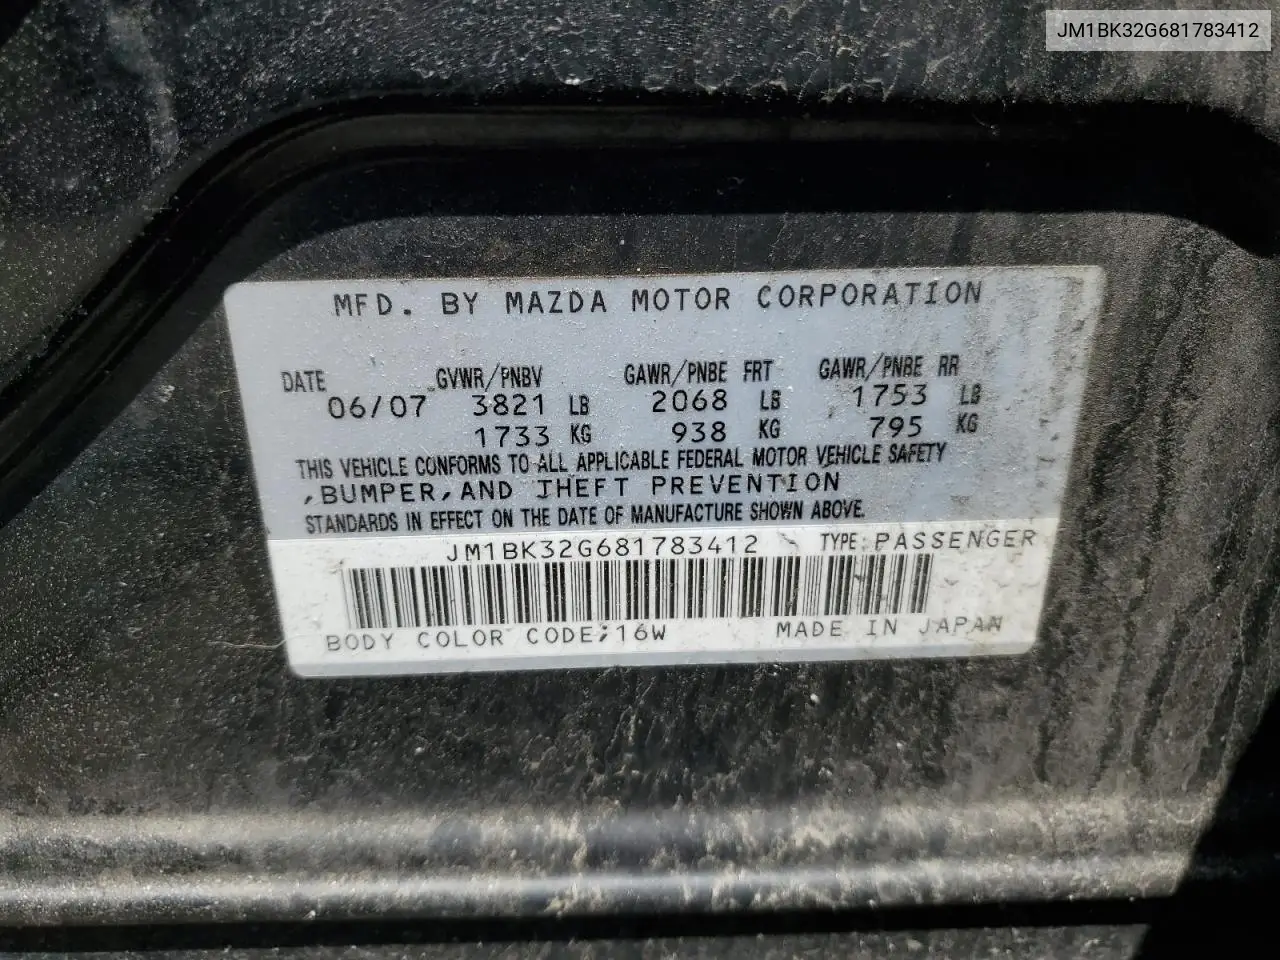 JM1BK32G681783412
MFD. BY MAZDA MOTOR CORPORATION
DATE GVWR/PNBV GAWR/PNBE FRT GAWR/PNBE RR
06/07 3821 LB 2068 LB 1753 LB
1733 KG 938 KG 795 KG
THIS VEHICLE CONFORMS TO ALL APPLICABLE FEDERAL MOTOR VEHICLE SAFETY
,BUMPER,AND THEFT PREVENTION
STANDARDS IN EFFECT ON THE DATE OF MANUFACTURE SHOWN ABOVE.
JM1BK32G681783412 TYPE: PASSENGER
BODY COLOR CODE;16W MADE IN JAPAN